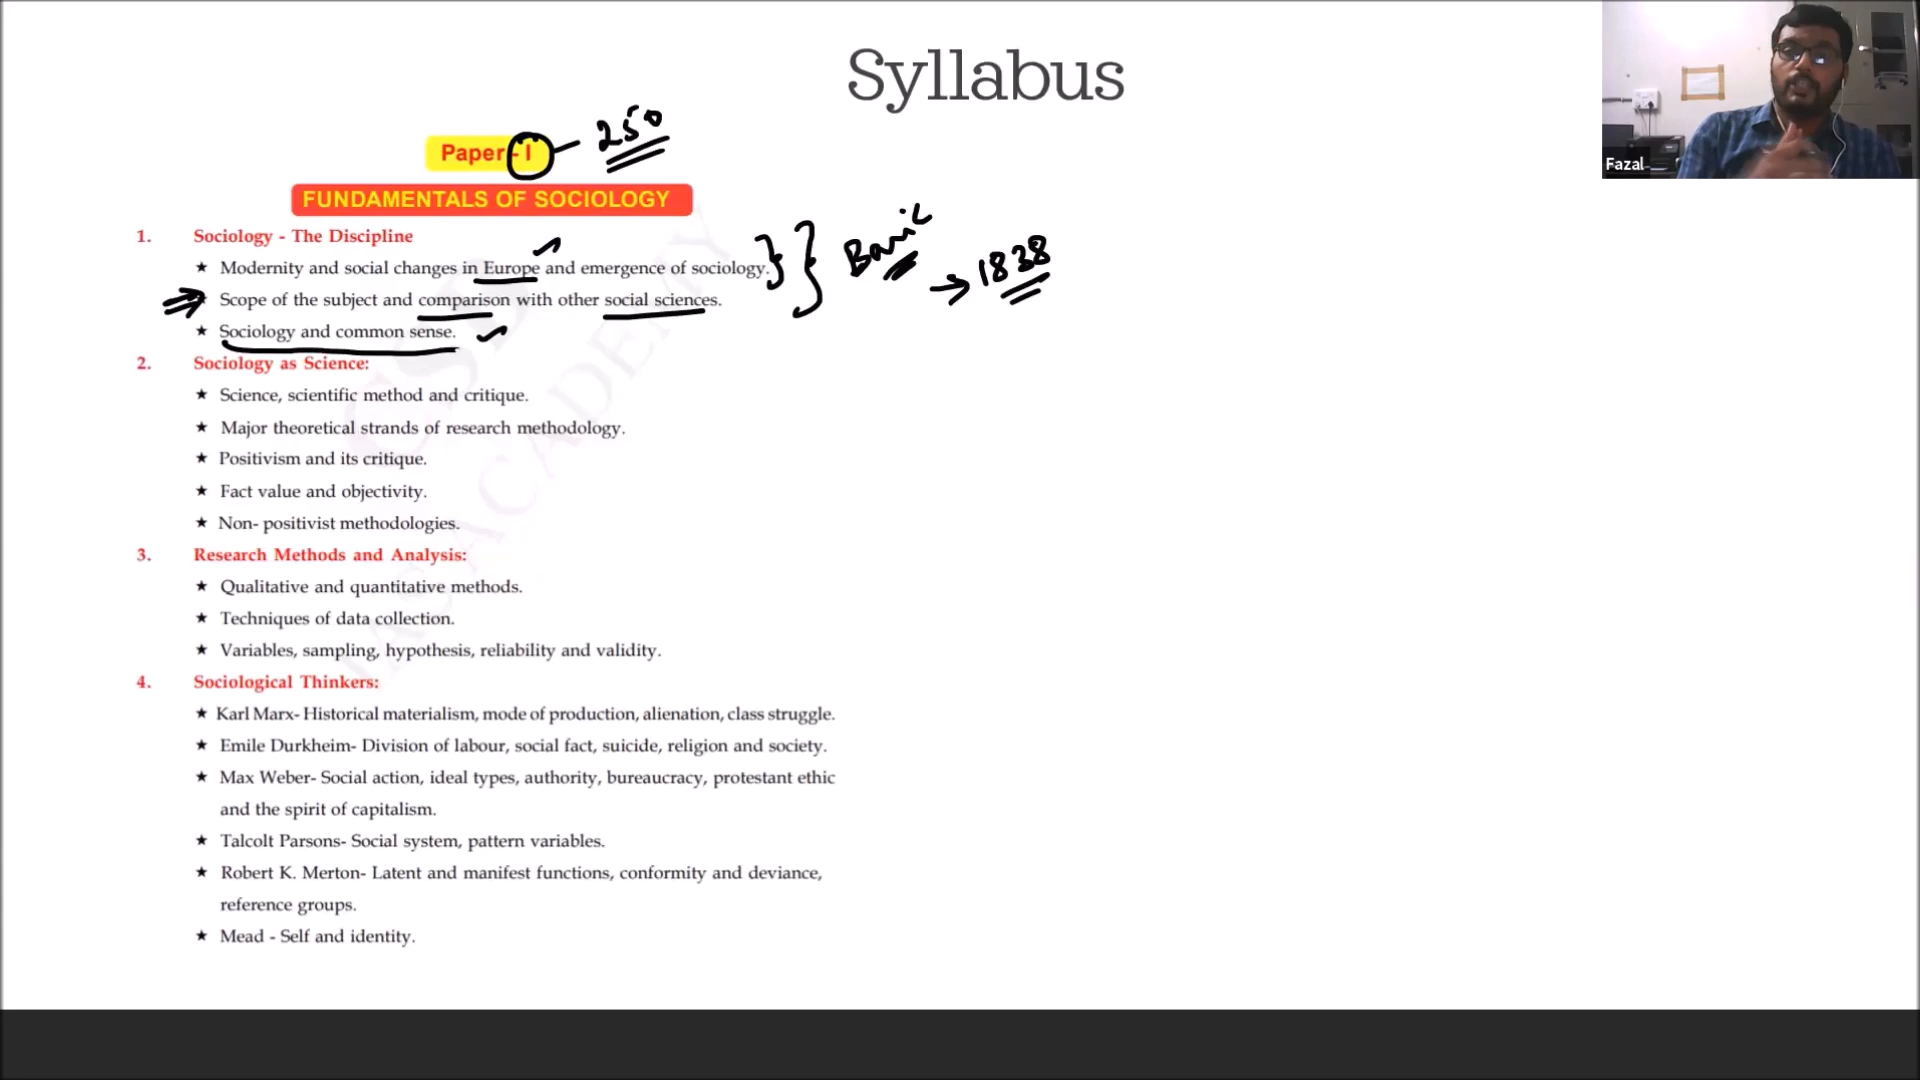 Syllabus
Fazal
250
Paper - I
FUNDAMENTALS OF SOCIOLOGY
1. Sociology - The Discipline
★ Modernity and social changes in Europe and emergence of sociology.
Basic
→ 1838
★ Scope of the subject and comparison with other social sciences.
★ Sociology and common sense.
2. Sociology as Science:
★ Science, scientific method and critique.
★ Major theoretical strands of research methodology.
★ Positivism and its critique.
★ Fact value and objectivity.
★ Non- positivist methodologies.
3. Research Methods and Analysis:
★ Qualitative and quantitative methods.
★ Techniques of data collection.
★ Variables, sampling, hypothesis, reliability and validity.
4. Sociological Thinkers:
★ Karl Marx- Historical materialism, mode of production, alienation, class struggle.
★ Emile Durkheim- Division of labour, social fact, suicide, religion and society.
★ Max Weber- Social action, ideal types, authority, bureaucracy, protestant ethic
and the spirit of capitalism.
★ Talcolt Parsons- Social system, pattern variables.
★ Robert K. Merton- Latent and manifest functions, conformity and deviance,
reference groups.
★ Mead - Self and identity.